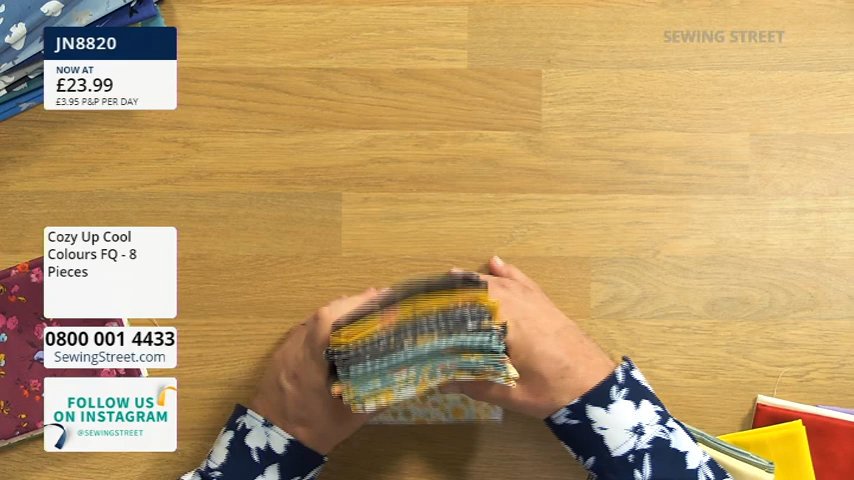 JN8820
NOW AT
£23.99
£3.95 P&P PER DAY
SEWING STREET
Cozy Up Cool
Colours FQ - 8
Pieces
0800 001 4433
SewingStreet.com
FOLLOW US
ON INSTAGRAM
@SEWINGSTREET